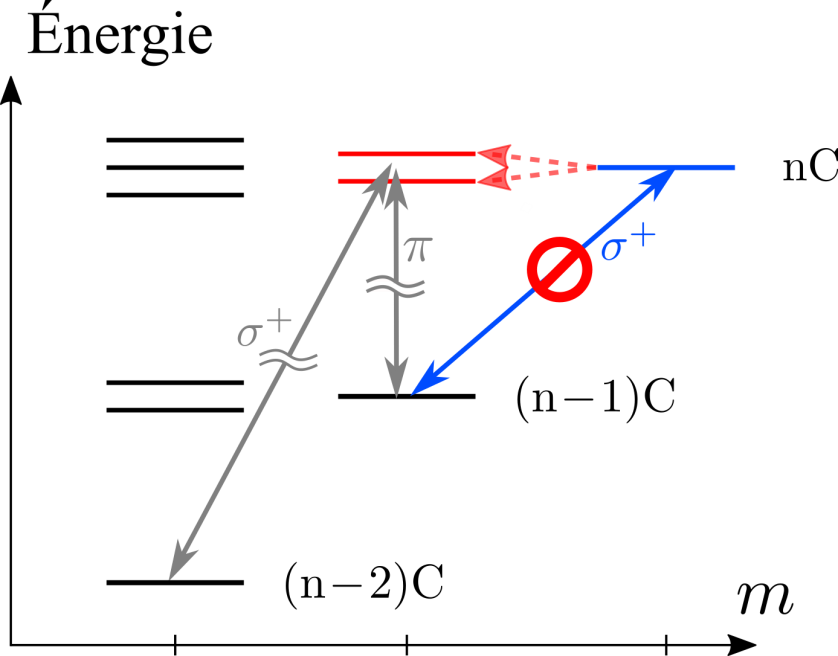 Énergie
nC
σ⁺
π
σ⁺
(n−1)C
(n−2)C
m